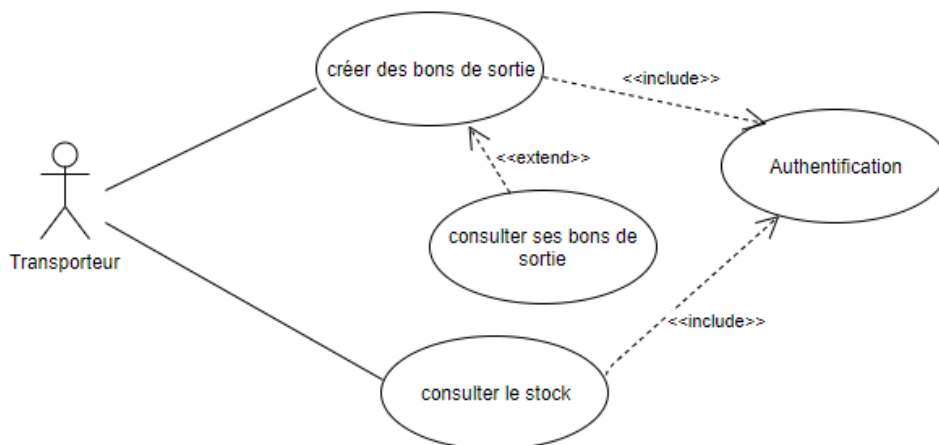 créer des bons de sortie
<<include>>
Authentification
<<extend>>
consulter ses bons de
sortie
Transporteur
<<include>>
consulter le stock